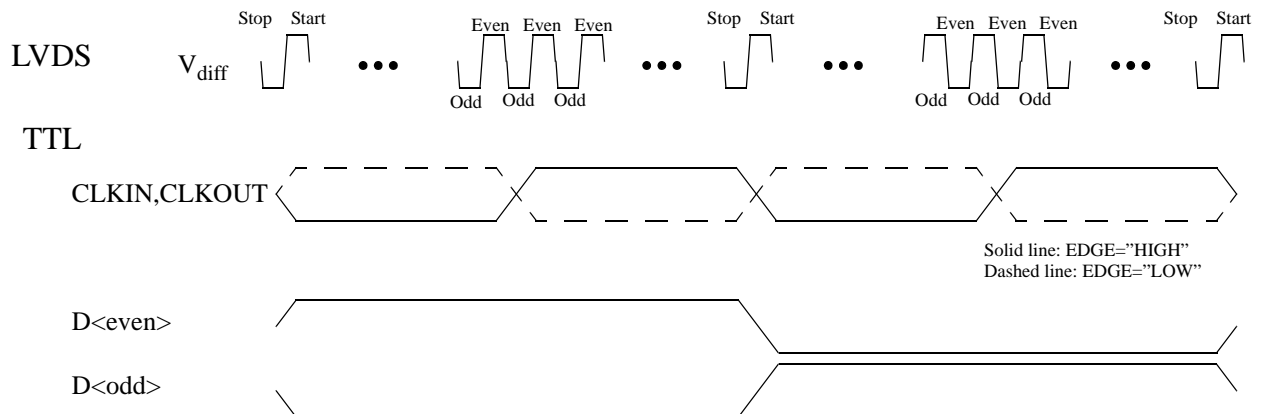 Stop Start Even Even Even Stop Start Even Even Even Stop Start
LVDS V_diff ••• ••• ••• •••
Odd Odd Odd Odd Odd Odd
TTL
CLKIN,CLKOUT
Solid line: EDGE=”HIGH”
Dashed line: EDGE=”LOW”
D<even>
D<odd>